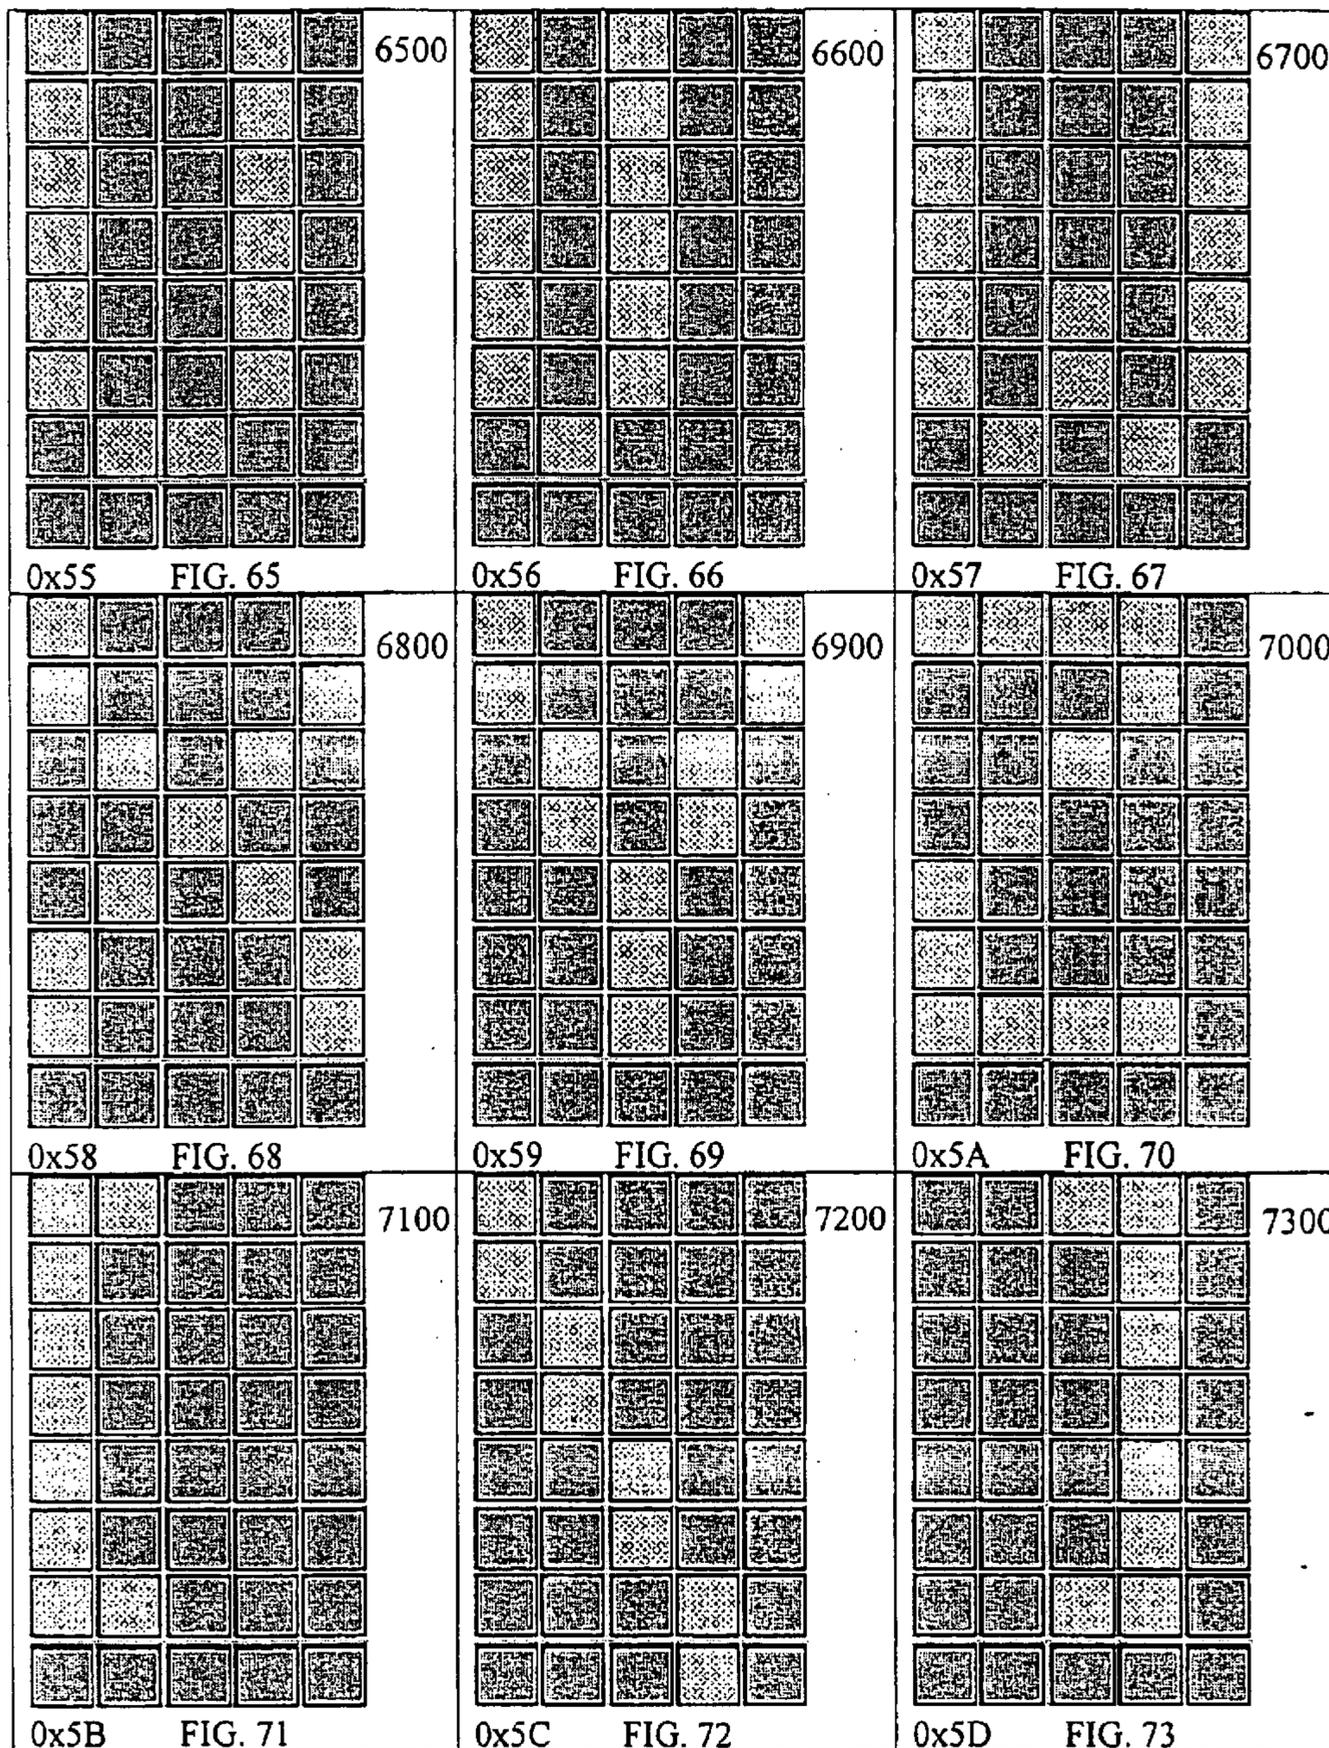 6500
6600
6700
0x55 FIG. 65
0x56 FIG. 66
0x57 FIG. 67
6800
6900
7000
0x58 FIG. 68
0x59 FIG. 69
0x5A FIG. 70
7100
7200
7300
0x5B FIG. 71
0x5C FIG. 72
0x5D FIG. 73